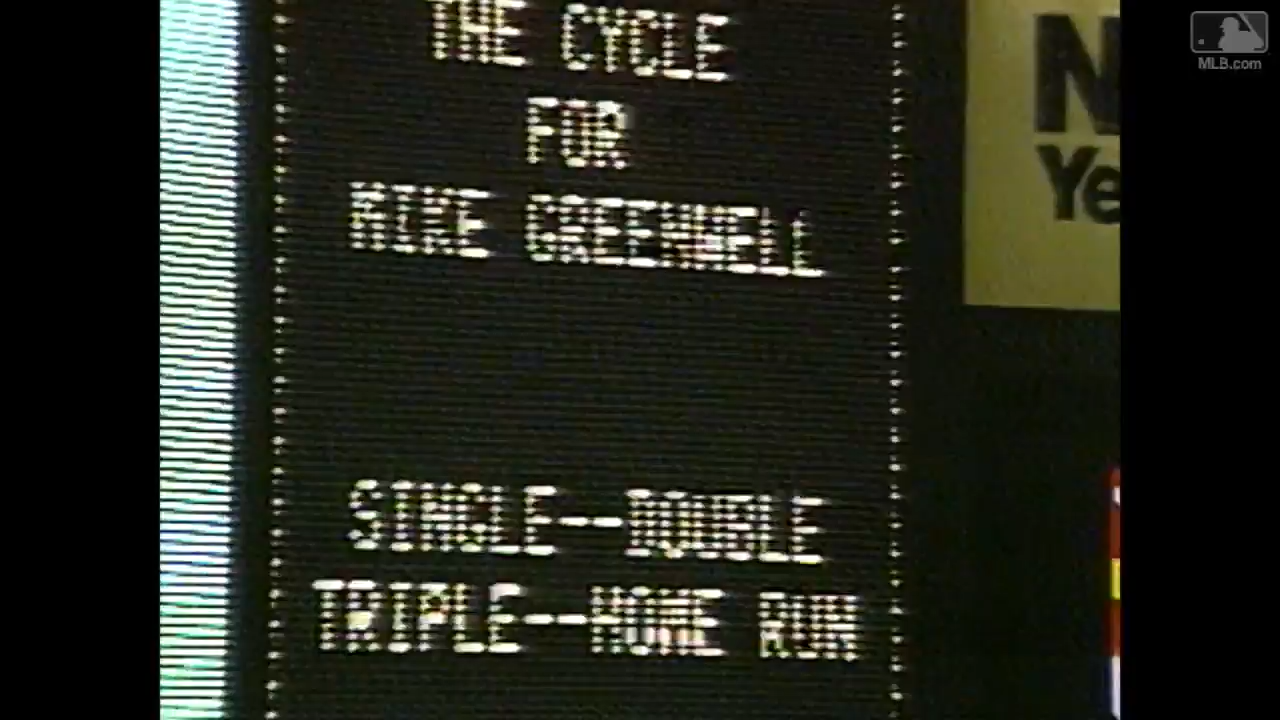 THE CYCLE
FOR
MIKE GREENWELL
SINGLE--DOUBLE
TRIPLE--HOME RUN
MLB.com